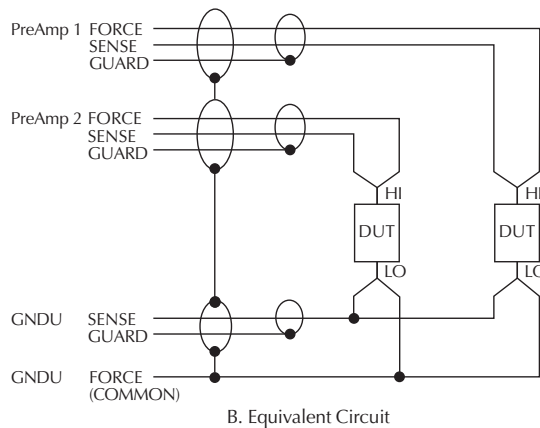 PreAmp 1 FORCE
SENSE
GUARD
PreAmp 2 FORCE
SENSE
GUARD
HI
HI
DUT
DUT
LO
LO
GNDU SENSE
GUARD
GNDU FORCE
(COMMON)
B. Equivalent Circuit